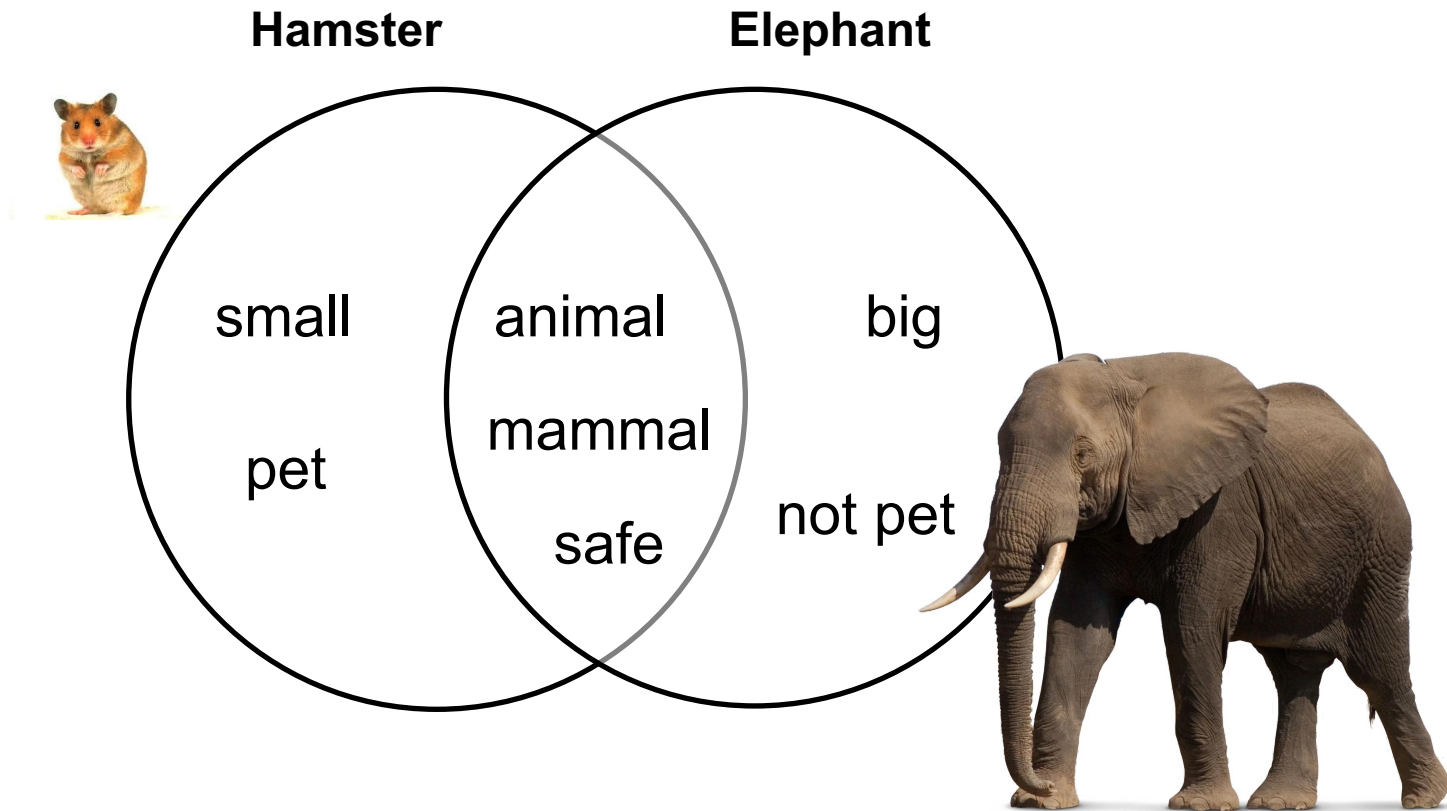 Hamster
Elephant
small
animal
big
mammal
pet
not pet
safe